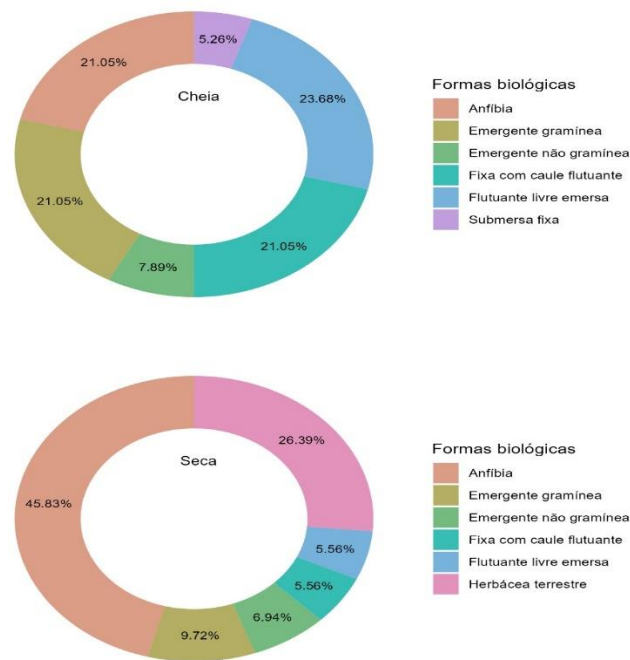 5.26%
21.05%
23.68%
Cheia
21.05%
21.05%
7.89%
Formas biológicas
Anfíbia
Emergente gramínea
Emergente não gramínea
Fixa com caule flutuante
Flutuante livre emersa
Submersa fixa
26.39%
Seca
45.83%
5.56%
5.56%
6.94%
9.72%
Formas biológicas
Anfíbia
Emergente gramínea
Emergente não gramínea
Fixa com caule flutuante
Flutuante livre emersa
Herbácea terrestre